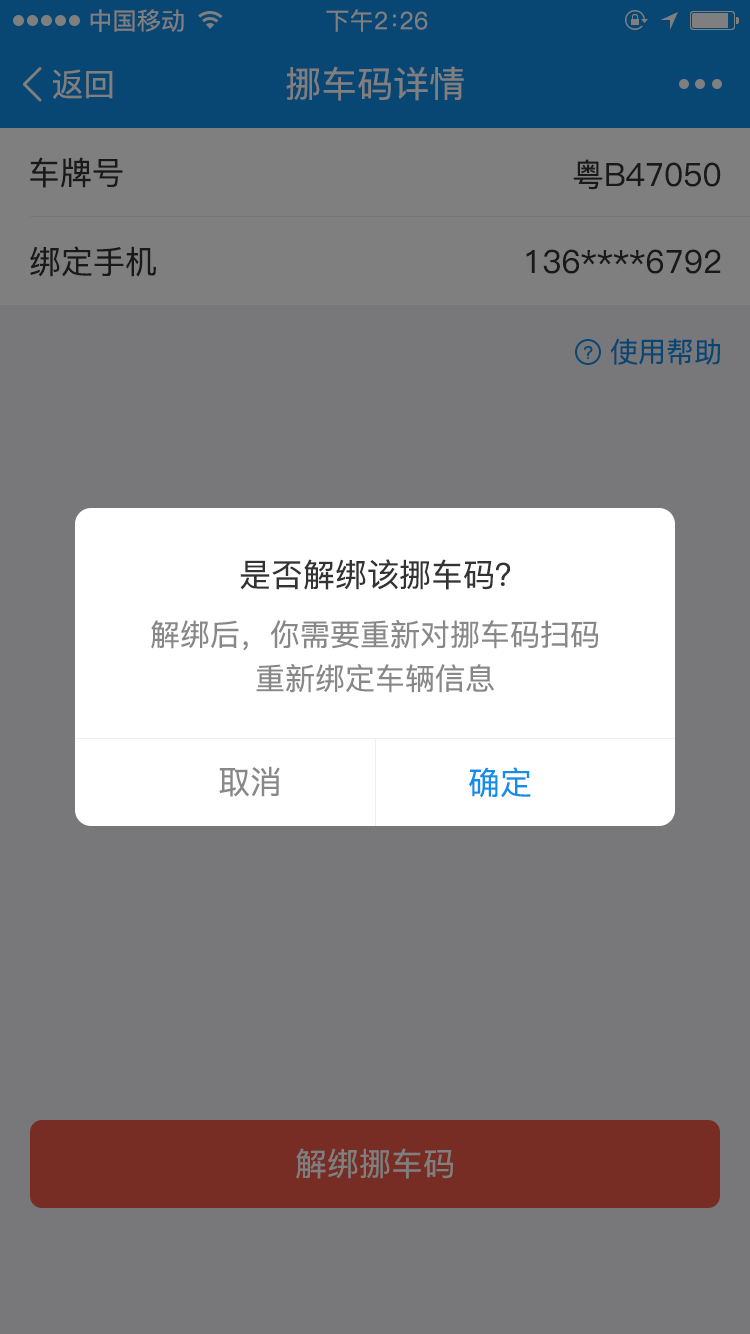 中国移动 下午2:26
返回 挪车码详情
车牌号 粤B47050
绑定手机 136****6792
? 使用帮助
是否解绑该挪车码?
解绑后，你需要重新对挪车码扫码
重新绑定车辆信息
取消 确定
解绑挪车码